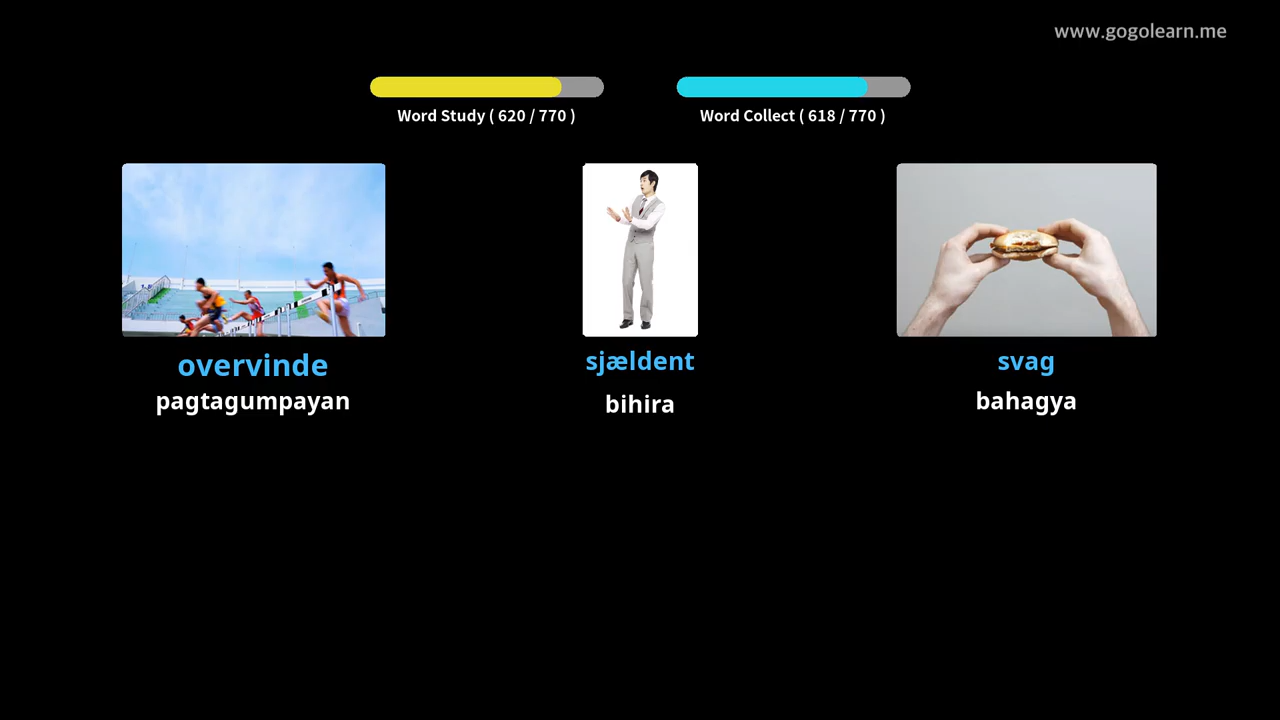 www.gogolearn.me
Word Study ( 620 / 770 )
Word Collect ( 618 / 770 )
overvinde
pagtagumpayan
sjældent
bihira
svag
bahagya